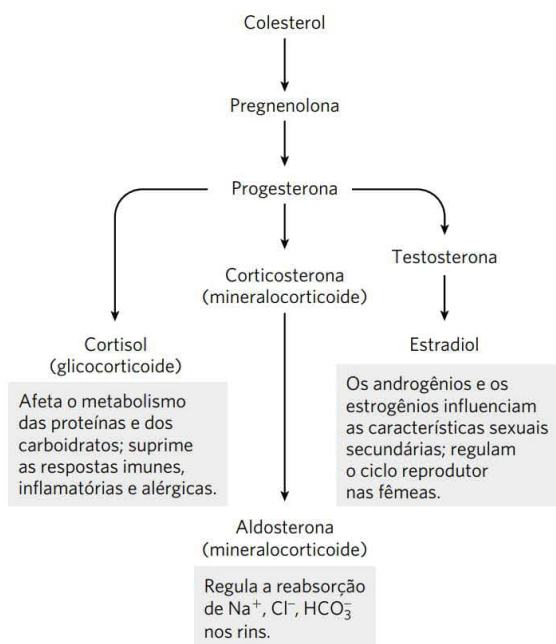 Colesterol
Pregnenolona
Progesterona
Corticosterona
(mineralocorticoide)
Testosterona
Cortisol
(glicocorticoide)
Afeta o metabolismo
das proteínas e dos
carboidratos; suprime
as respostas imunes,
inflamatórias e alérgicas.
Estradiol
Os androgênios e os
estrogênios influenciam
as características sexuais
secundárias; regulam
o ciclo reprodutor
nas fêmeas.
Aldosterona
(mineralocorticoide)
Regula a reabsorção
de Na⁺, Cl⁻, HCO₃⁻
nos rins.